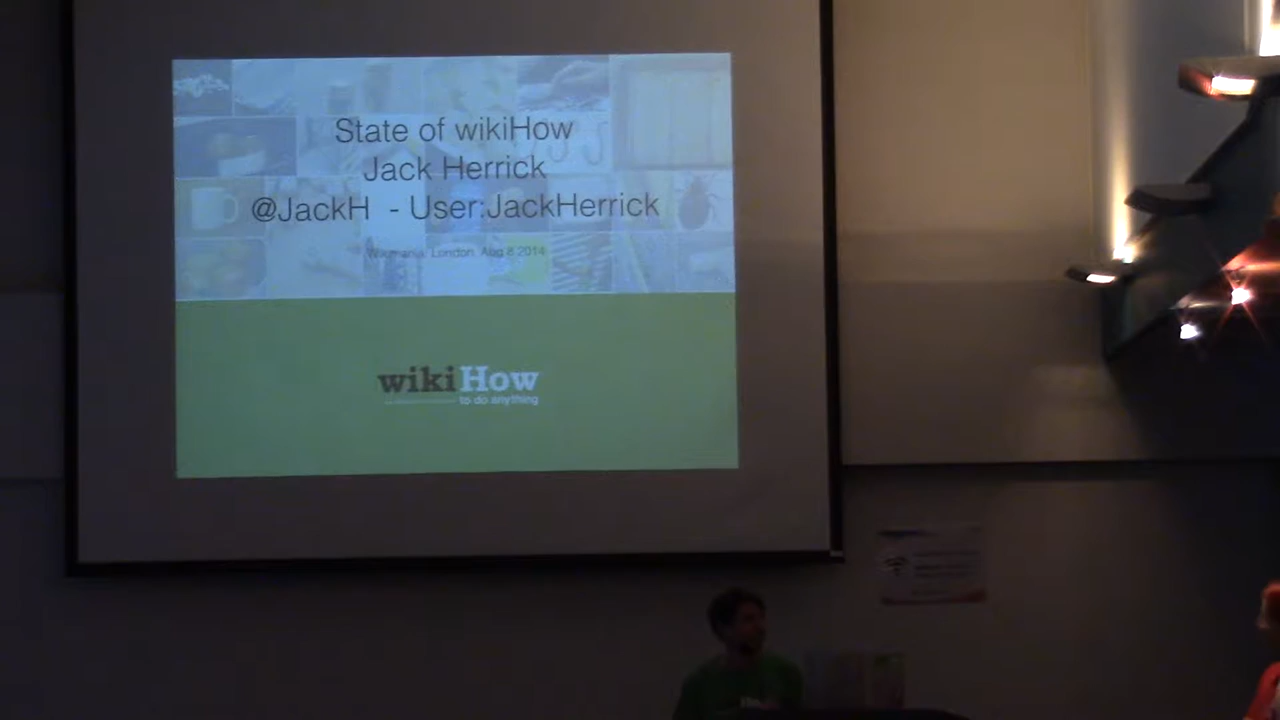 State of wikiHow
Jack Herrick
@JackH - User:JackHerrick
Wikimania, London, Aug 8 2014
wikiHow
to do anything